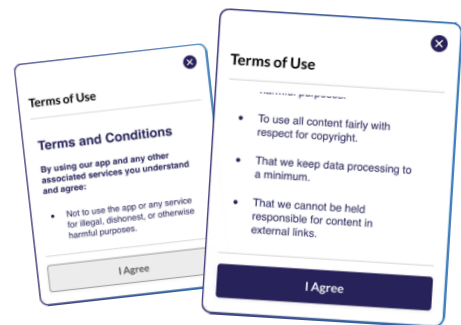 Terms of Use
Terms and Conditions
By using our app and any other
associated services you understand
and agree:
• Not to use the app or any service
for illegal, dishonest, or otherwise
harmful purposes.
I Agree
Terms of Use
harmful purposes.
• To use all content fairly with
respect for copyright.
• That we keep data processing to
a minimum.
• That we cannot be held
responsible for content in
external links.
I Agree